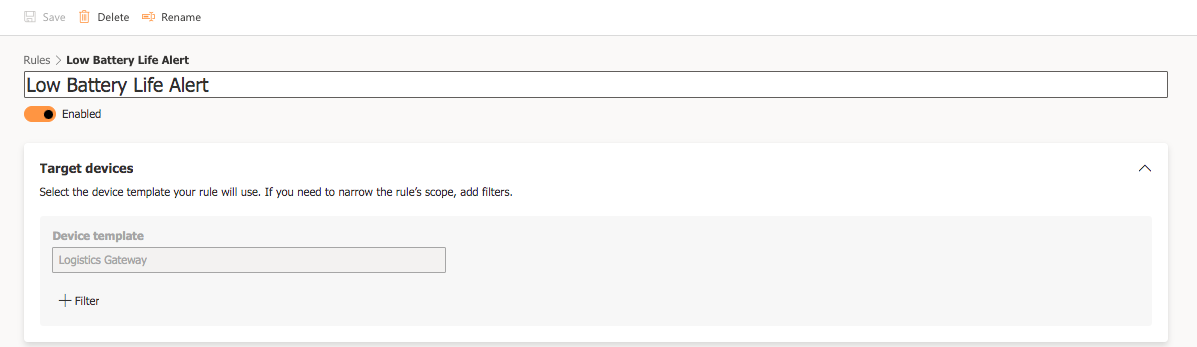 Save Delete Rename
Rules > Low Battery Life Alert
Low Battery Life Alert
Enabled
Target devices
Select the device template your rule will use. If you need to narrow the rule's scope, add filters.
Device template
Logistics Gateway
+ Filter